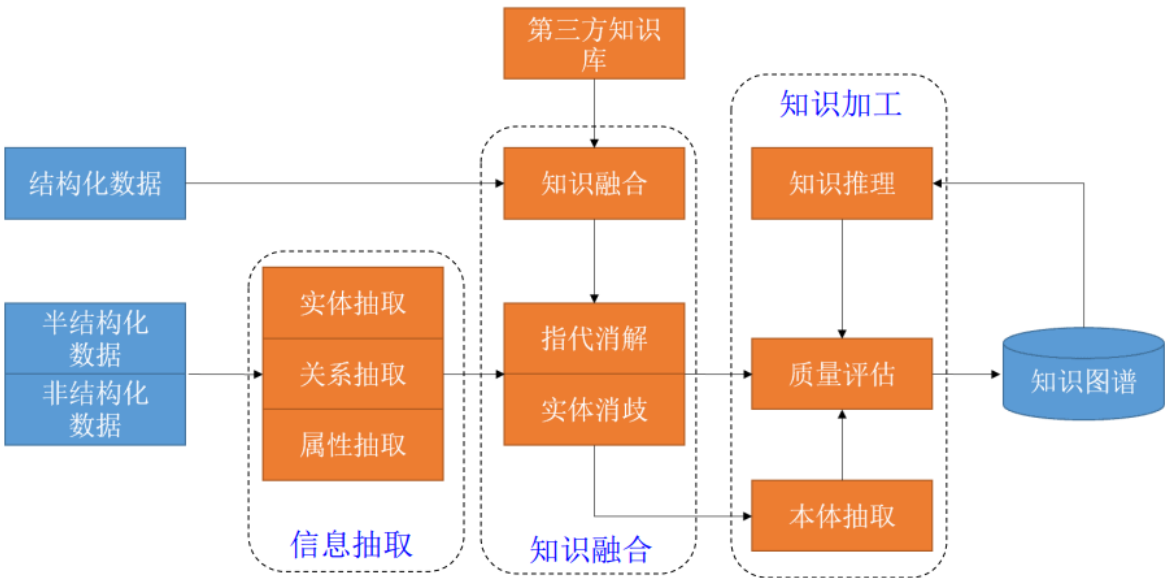 第三方知识
库
知识加工
结构化数据
知识融合
知识推理
半结构化
数据
非结构化
数据
实体抽取
关系抽取
属性抽取
指代消解
实体消歧
质量评估
知识图谱
本体抽取
信息抽取
知识融合